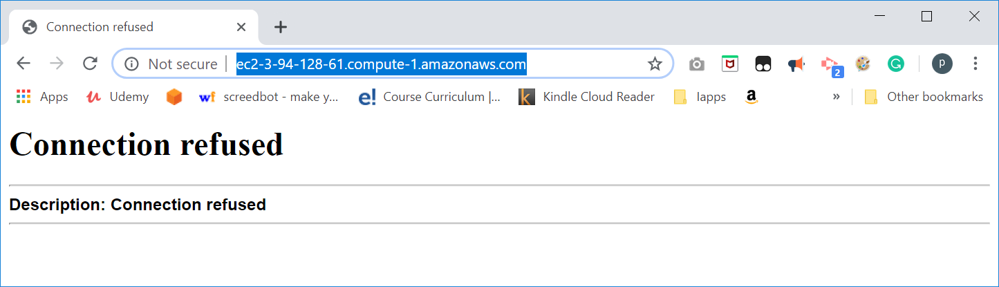 Connection refused
Not secure | ec2-3-94-128-61.compute-1.amazonaws.com
2
p
Apps Udemy wf screedbot - make y... e! Course Curriculum |... k Kindle Cloud Reader Iapps a » Other bookmarks
Connection refused
Description: Connection refused